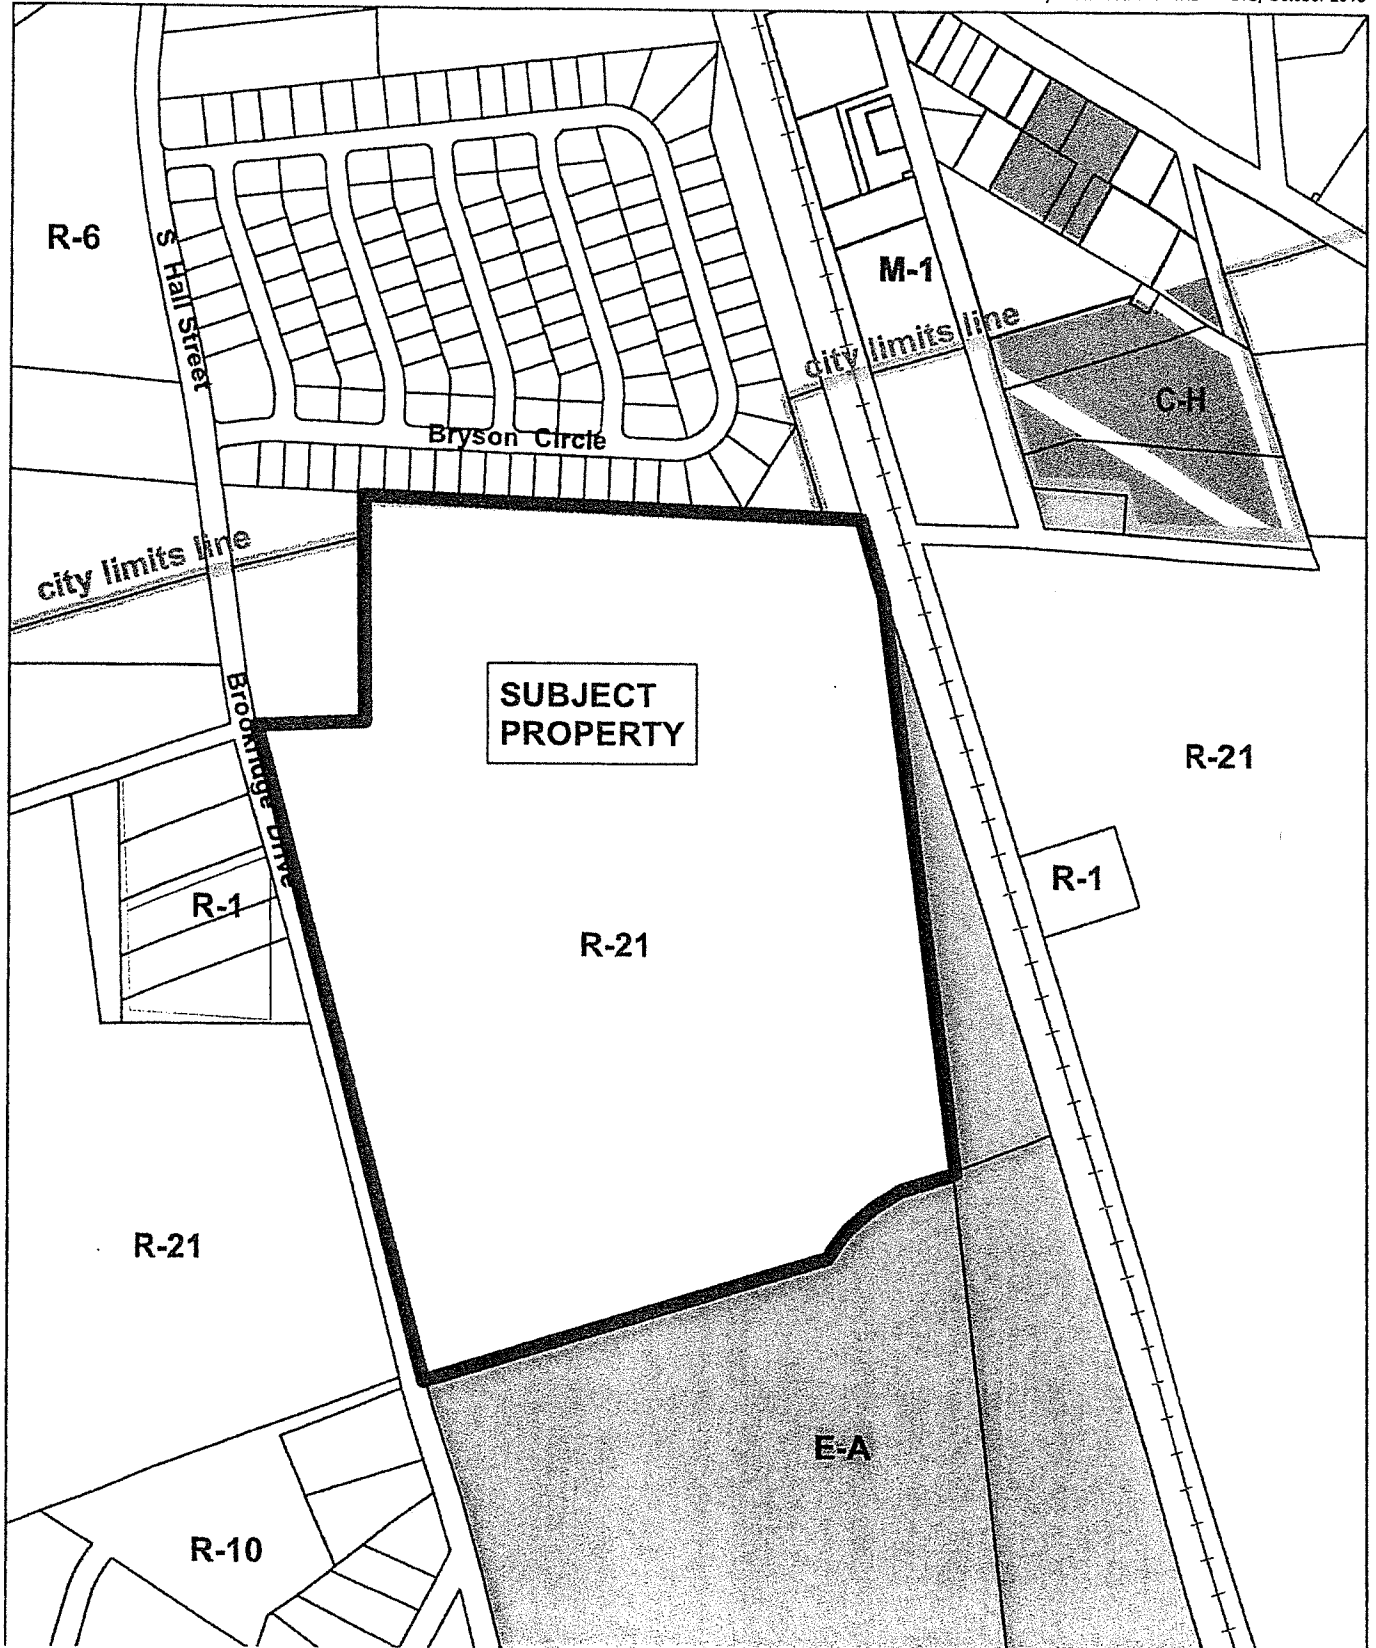 R-6
S Hall Street
M-1
city limits line
C-H
Bryson Circle
city limits line
SUBJECT
PROPERTY
Brookridge Drive
R-21
R-1
R-1
R-21
R-21
E-A
R-10